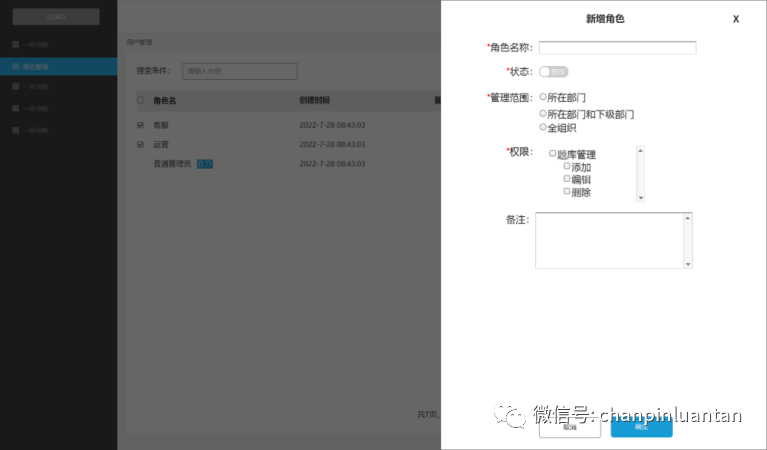 LOGO
一级导航
角色管理
一级导航
一级导航
一级导航
用户管理
搜索条件： 请输入内容
角色名 创建时间
客服 2022-7-28 08:43:03
运营 2022-7-28 08:43:03
普通管理员 2022-7-28 08:43:03
共7页,
新增角色 X
*角色名称:
*状态:
*管理范围: 所在部门
所在部门和下级部门
全组织
*权限: 题库管理
添加
编辑
删除
备注:
微信号: chanpinluantan
取消 确定